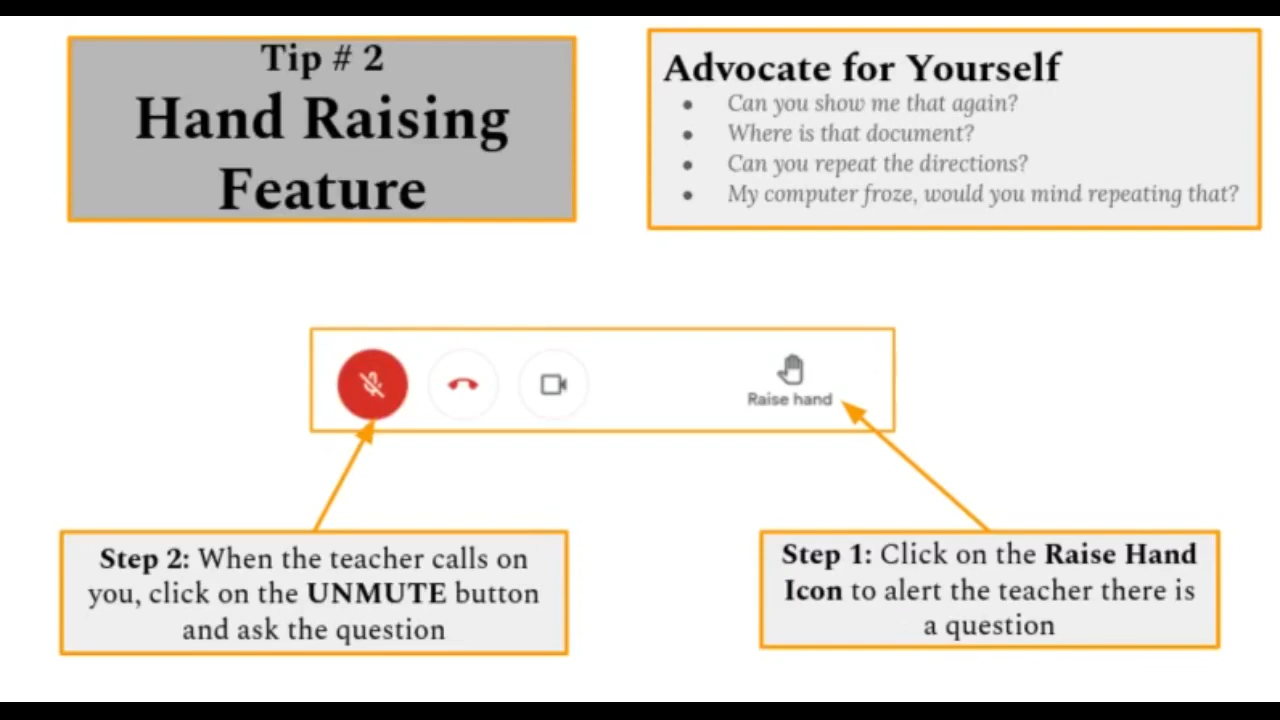 Tip # 2
Hand Raising
Feature
Advocate for Yourself
● Can you show me that again?
● Where is that document?
● Can you repeat the directions?
● My computer froze, would you mind repeating that?
Raise hand
Step 2: When the teacher calls on
you, click on the UNMUTE button
and ask the question
Step 1: Click on the Raise Hand
Icon to alert the teacher there is
a question